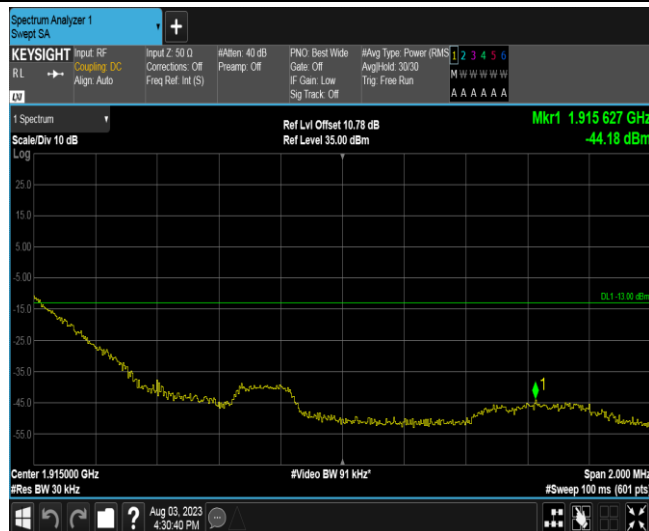 Spectrum Analyzer 1
Swept SA
+
KEYSIGHT
RL
Input: RF
Coupling: DC
Align: Auto
Input Z: 50 Ω
Corrections: Off
Freq Ref: Int (S)
#Atten: 40 dB
Preamp: Off
PNO: Best Wide
Gate: Off
IF Gain: Low
Sig Track: Off
#Avg Type: Power (RMS
Avg|Hold: 30/30
Trig: Free Run
1 2 3 4 5 6
M W W W W W
A A A A A A
LXI
1 Spectrum
Scale/Div 10 dB
Log
Ref Lvl Offset 10.78 dB
Ref Level 35.00 dBm
Mkr1 1.915 627 GHz
-44.18 dBm
25.0
15.0
5.00
-5.00
DL1 -13.00 dBm
-15.0
-25.0
-35.0
1
-45.0
-55.0
Center 1.915000 GHz
#Video BW 91 kHz*
Span 2.000 MHz
#Res BW 30 kHz
#Sweep 100 ms (601 pts)
?
Aug 03, 2023
4:30:40 PM